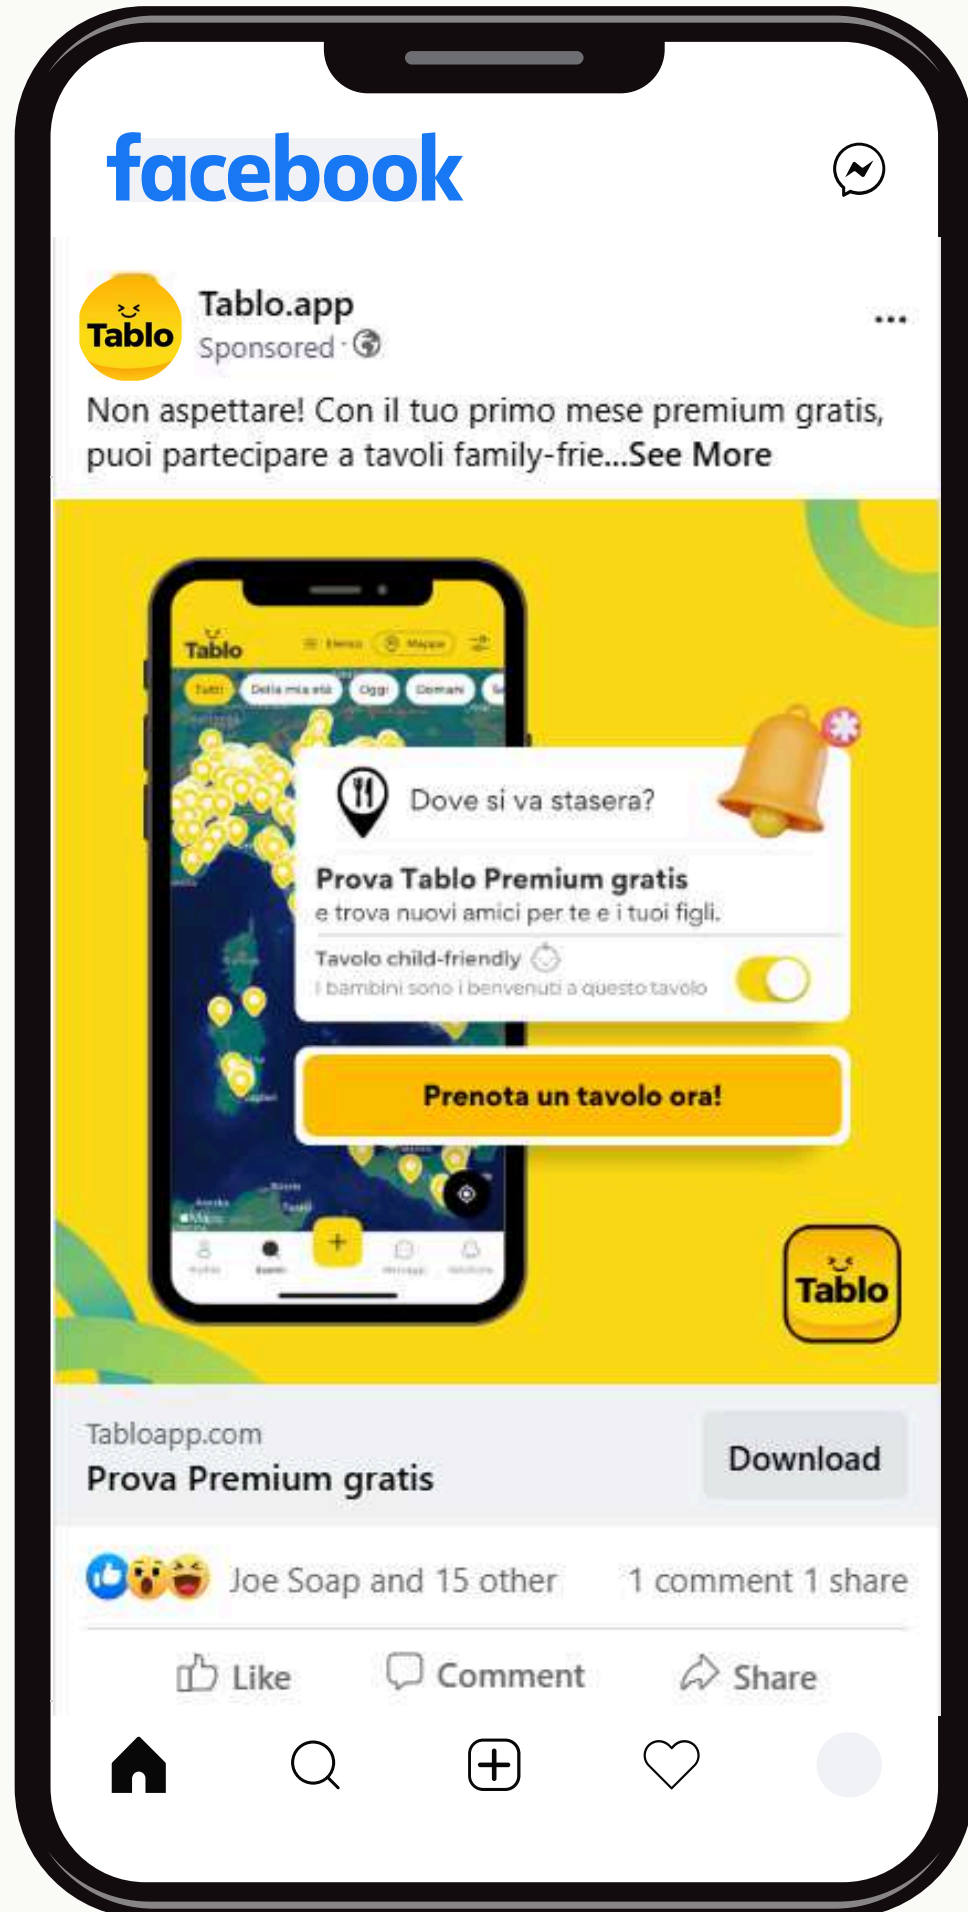 facebook
Tablo
Tablo.app
Sponsored ·
Non aspettare! Con il tuo primo mese premium gratis,
puoi partecipare a tavoli family-frie...See More
Tablo
Elenco Mappa
Tutti Della mia età Oggi Domani
Dove si va stasera?
Prova Tablo Premium gratis
e trova nuovi amici per te e i tuoi figli.
Tavolo child-friendly
I bambini sono i benvenuti a questo tavolo
Prenota un tavolo ora!
Tablo
Tabloapp.com
Prova Premium gratis
Download
Joe Soap and 15 other
1 comment 1 share
Like
Comment
Share